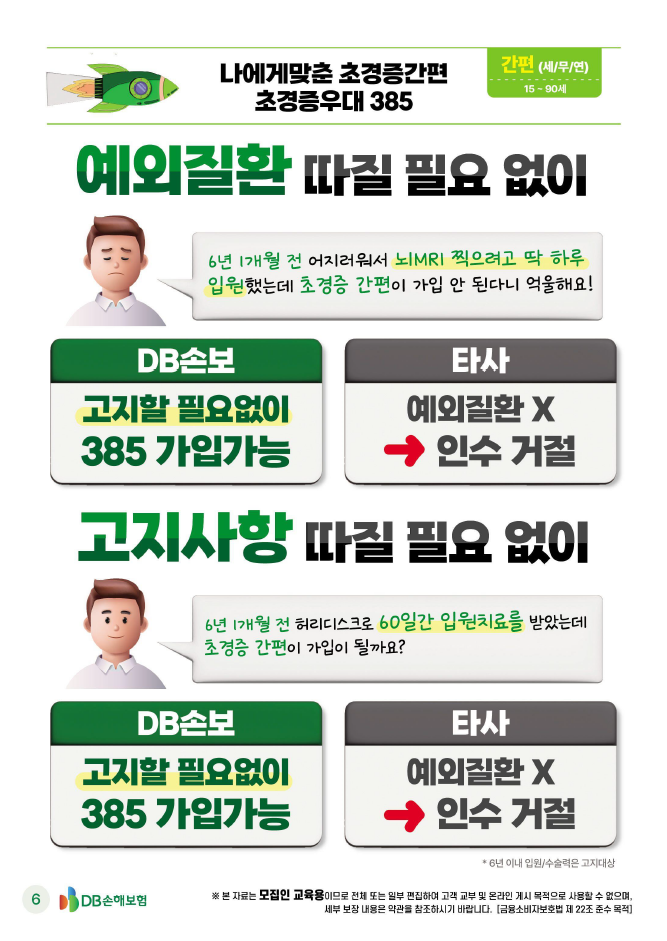 나에게맞춘 초경증간편
초경증우대 385
간편 (세/무/연)
15 ~ 90세
예외질환 따질 필요 없이
6년 1개월 전 어지러워서 뇌MRI 찍으려고 딱 하루
입원했는데 초경증 간편이 가입 안 된다니 억울해요!
DB손보
고지할 필요없이
385 가입가능
타사
예외질환 X
➜ 인수 거절
고지사항 따질 필요 없이
6년 1개월 전 허리디스크로 60일간 입원치료를 받았는데
초경증 간편이 가입이 될까요?
DB손보
고지할 필요없이
385 가입가능
타사
예외질환 X
➜ 인수 거절
* 6년 이내 입원/수술력은 고지대상
6
DB손해보험
※ 본 자료는 모집인 교육용이므로 전체 또는 일부 편집하여 고객 교부 및 온라인 게시 목적으로 사용할 수 없으며,
세부 보장 내용은 약관을 참조하시기 바랍니다. [금융소비자보호법 제 22조 준수 목적]